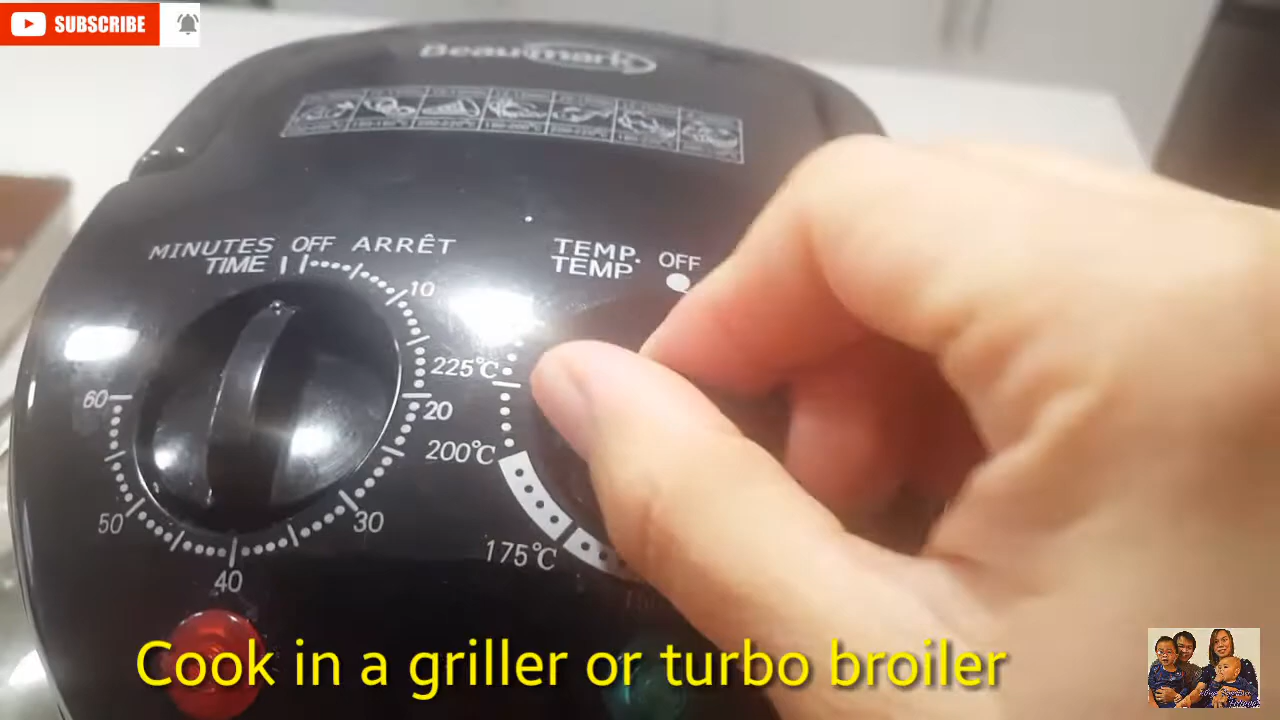 SUBSCRIBE
Beaumark
MINUTES OFF ARRÊT
TIME
10
20
30
40
50
60
TEMP. OFF
TEMP
225°C
200°C
175°C
Cook in a griller or turbo broiler